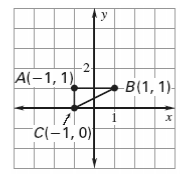 y
2
A(−1, 1)
B(1, 1)
1
x
C(−1, 0)